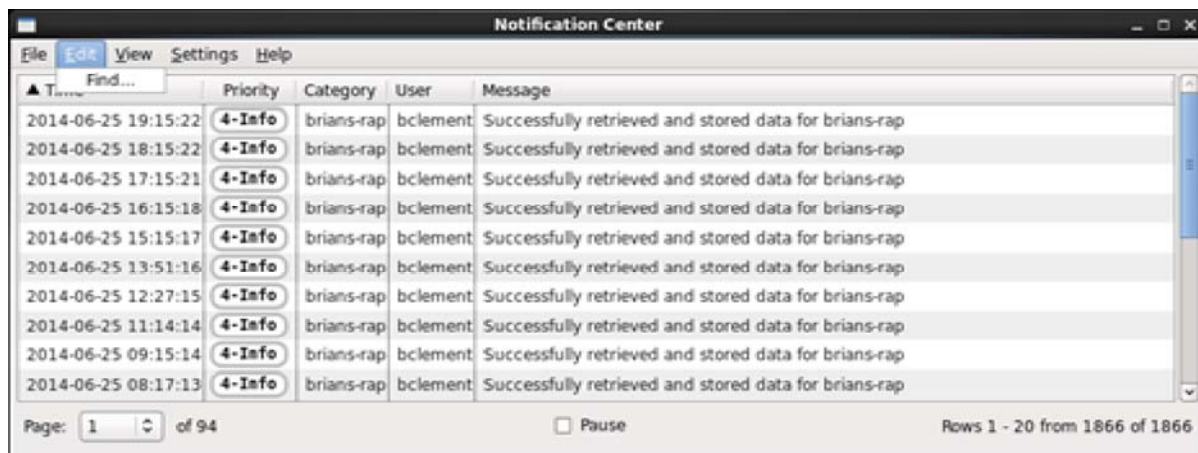 Notification Center
File Edit View Settings Help
Find...
Priority Category User Message
2014-06-25 19:15:22 4-Info brians-rap bclement Successfully retrieved and stored data for brians-rap
2014-06-25 18:15:22 4-Info brians-rap bclement Successfully retrieved and stored data for brians-rap
2014-06-25 17:15:21 4-Info brians-rap bclement Successfully retrieved and stored data for brians-rap
2014-06-25 16:15:18 4-Info brians-rap bclement Successfully retrieved and stored data for brians-rap
2014-06-25 15:15:17 4-Info brians-rap bclement Successfully retrieved and stored data for brians-rap
2014-06-25 13:51:16 4-Info brians-rap bclement Successfully retrieved and stored data for brians-rap
2014-06-25 12:27:15 4-Info brians-rap bclement Successfully retrieved and stored data for brians-rap
2014-06-25 11:14:14 4-Info brians-rap bclement Successfully retrieved and stored data for brians-rap
2014-06-25 09:15:14 4-Info brians-rap bclement Successfully retrieved and stored data for brians-rap
2014-06-25 08:17:13 4-Info brians-rap bclement Successfully retrieved and stored data for brians-rap
Page: 1 of 94 Pause Rows 1 - 20 from 1866 of 1866